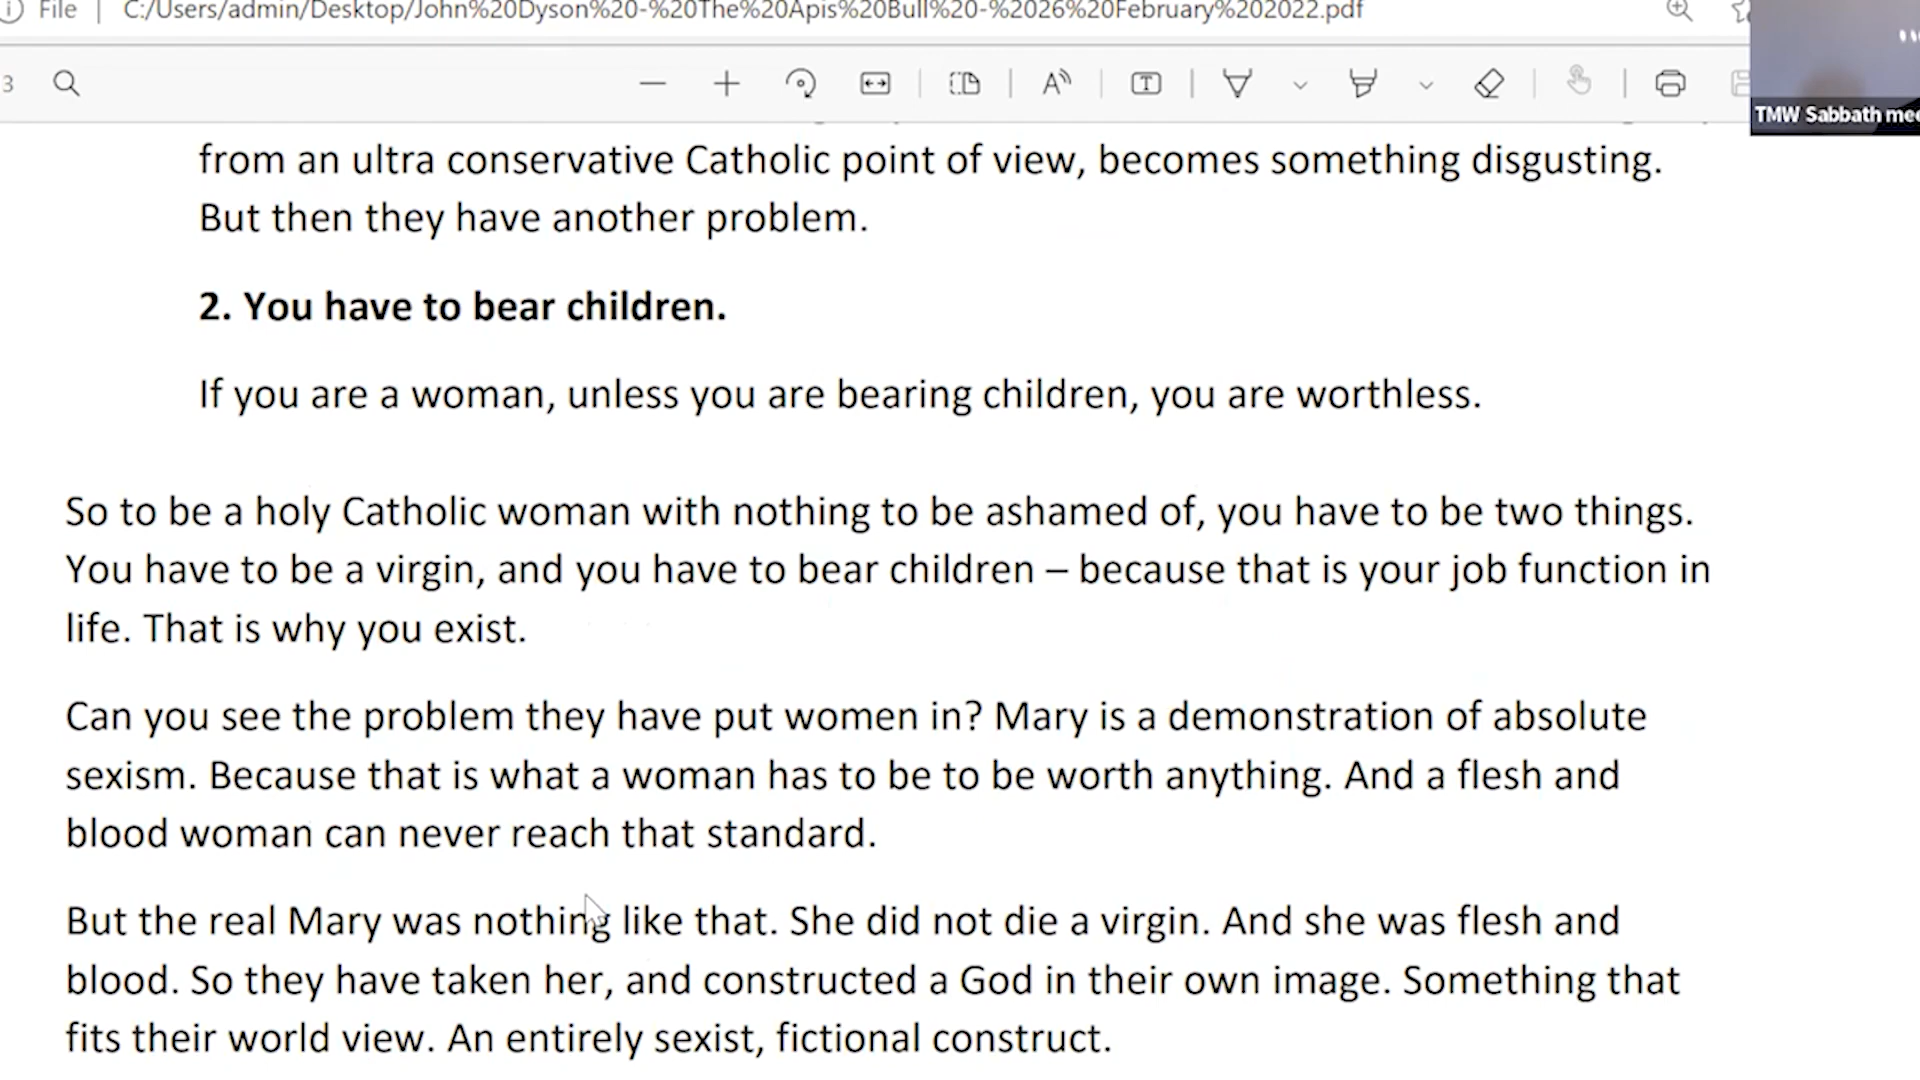 File | C:/Users/admin/Desktop/John%20Dyson%20-%20The%20Apis%20Bull%20-%2026%20February%202022.pdf
3
TMW Sabbath mee
from an ultra conservative Catholic point of view, becomes something disgusting.
But then they have another problem.
2. You have to bear children.
If you are a woman, unless you are bearing children, you are worthless.
So to be a holy Catholic woman with nothing to be ashamed of, you have to be two things.
You have to be a virgin, and you have to bear children – because that is your job function in
life. That is why you exist.
Can you see the problem they have put women in? Mary is a demonstration of absolute
sexism. Because that is what a woman has to be to be worth anything. And a flesh and
blood woman can never reach that standard.
But the real Mary was nothing like that. She did not die a virgin. And she was flesh and
blood. So they have taken her, and constructed a God in their own image. Something that
fits their world view. An entirely sexist, fictional construct.